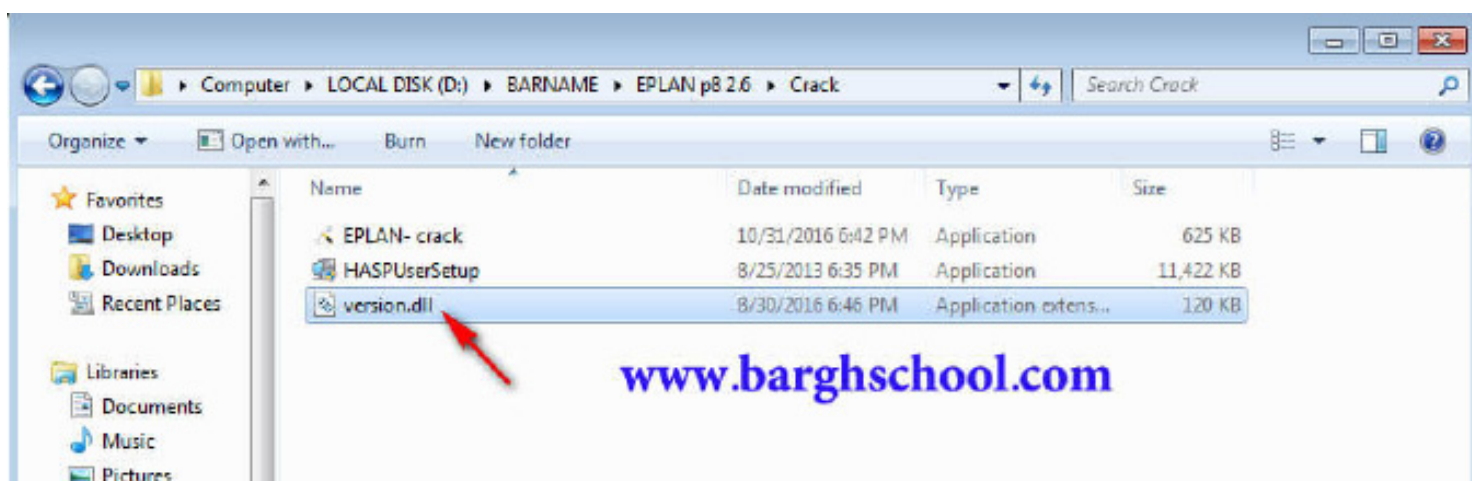 Computer ▸ LOCAL DISK (D:) ▸ BARNAME ▸ EPLAN p8 2.6 ▸ Crack
Search Crack
Organize Open with... Burn New folder
Favorites
Desktop
Downloads
Recent Places
Libraries
Documents
Music
Pictures
Name Date modified Type Size
EPLAN- crack 10/31/2016 6:42 PM Application 625 KB
HASPUserSetup 8/25/2013 6:35 PM Application 11,422 KB
version.dll 8/30/2016 6:46 PM Application extens... 120 KB
www.barghschool.com